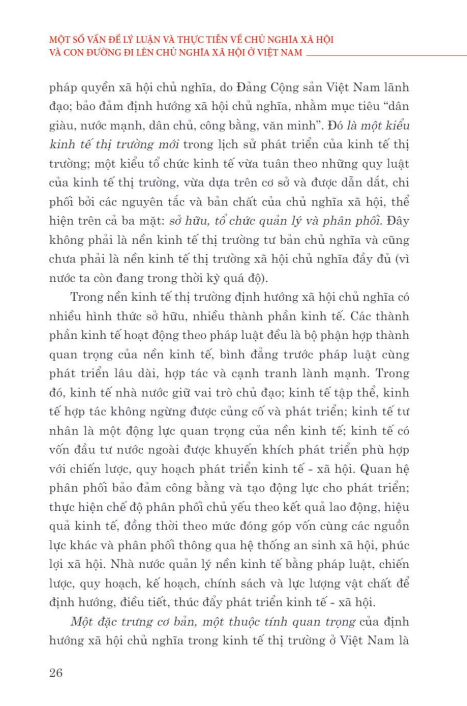 MỘT SỐ VẤN ĐỀ LÝ LUẬN VÀ THỰC TIỄN VỀ CHỦ NGHĨA XÃ HỘI
VÀ CON ĐƯỜNG ĐI LÊN CHỦ NGHĨA XÃ HỘI Ở VIỆT NAM
pháp quyền xã hội chủ nghĩa, do Đảng Cộng sản Việt Nam lãnh
đạo; bảo đảm định hướng xã hội chủ nghĩa, nhằm mục tiêu “dân
giàu, nước mạnh, dân chủ, công bằng, văn minh”. Đó là một kiểu
kinh tế thị trường mới trong lịch sử phát triển của kinh tế thị
trường; một kiểu tổ chức kinh tế vừa tuân theo những quy luật
của kinh tế thị trường, vừa dựa trên cơ sở và được dẫn dắt, chi
phối bởi các nguyên tắc và bản chất của chủ nghĩa xã hội, thể
hiện trên cả ba mặt: sở hữu, tổ chức quản lý và phân phối. Đây
không phải là nền kinh tế thị trường tư bản chủ nghĩa và cũng
chưa phải là nền kinh tế thị trường xã hội chủ nghĩa đầy đủ (vì
nước ta còn đang trong thời kỳ quá độ).
Trong nền kinh tế thị trường định hướng xã hội chủ nghĩa có
nhiều hình thức sở hữu, nhiều thành phần kinh tế. Các thành
phần kinh tế hoạt động theo pháp luật đều là bộ phận hợp thành
quan trọng của nền kinh tế, bình đẳng trước pháp luật cùng
phát triển lâu dài, hợp tác và cạnh tranh lành mạnh. Trong
đó, kinh tế nhà nước giữ vai trò chủ đạo; kinh tế tập thể, kinh
tế hợp tác không ngừng được củng cố và phát triển; kinh tế tư
nhân là một động lực quan trọng của nền kinh tế; kinh tế có
vốn đầu tư nước ngoài được khuyến khích phát triển phù hợp
với chiến lược, quy hoạch phát triển kinh tế - xã hội. Quan hệ
phân phối bảo đảm công bằng và tạo động lực cho phát triển;
thực hiện chế độ phân phối chủ yếu theo kết quả lao động, hiệu
quả kinh tế, đồng thời theo mức đóng góp vốn cùng các nguồn
lực khác và phân phối thông qua hệ thống an sinh xã hội, phúc
lợi xã hội. Nhà nước quản lý nền kinh tế bằng pháp luật, chiến
lược, quy hoạch, kế hoạch, chính sách và lực lượng vật chất để
định hướng, điều tiết, thúc đẩy phát triển kinh tế - xã hội.
Một đặc trưng cơ bản, một thuộc tính quan trọng của định
hướng xã hội chủ nghĩa trong kinh tế thị trường ở Việt Nam là
26